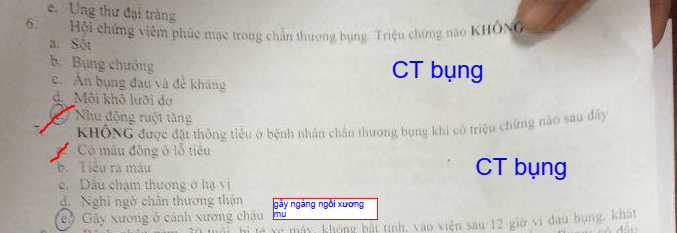 e. Ung thư đại tràng
6. Hội chứng viêm phúc mạc trong chấn thương bụng. Triệu chứng nào KHÔNG
a. Sốt
b. Bụng chướng
c. Ấn bụng đau và đề kháng
CT bụng
d. Môi khô lưỡi dơ
e. Nhu động ruột tăng
7. KHÔNG được đặt thông tiểu ở bệnh nhân chấn thương bụng khi có triệu chứng nào sau đây
a. Có máu đông ở lỗ tiểu
b. Tiểu ra máu
CT bụng
c. Dấu chạm thương ở hạ vị
d. Nghi ngờ chấn thương thận
e. Gãy xương ở cánh xương chậu
gãy ngàng ngồi xương
mu
30 tuổi, bị té xe máy, không bất tỉnh, vào viện sau 12 giờ vì đau bụng, khát